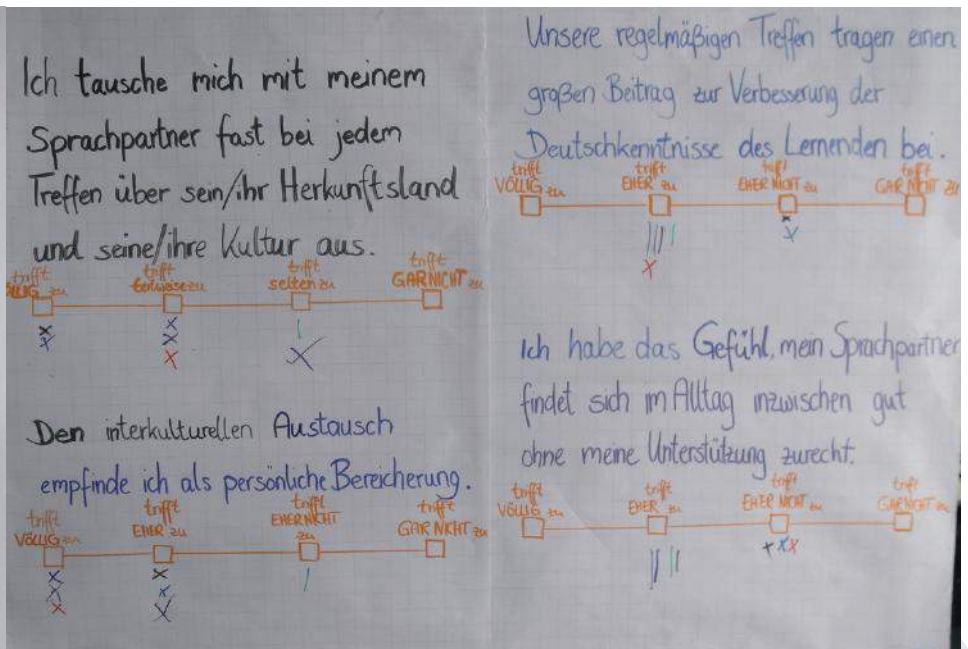 Ich tausche mich mit meinem
Sprachpartner fast bei jedem
Treffen über sein/ihr Herkunftsland
und seine/ihre Kultur aus.
trifft trifft trifft trifft
zu teilweise zu selten zu GAR NICHT zu
Den interkulturellen Austausch
empfinde ich als persönliche Bereicherung.
trifft trifft trifft trifft
VÖLLIG zu EHER zu EHER NICHT zu GAR NICHT zu
Unsere regelmäßigen Treffen tragen einen
großen Beitrag zur Verbesserung der
Deutschkenntnisse des Lernenden bei.
trifft trifft trifft trifft
VÖLLIG zu EHER zu EHER NICHT zu GAR NICHT zu
Ich habe das Gefühl, mein Sprachpartner
findet sich im Alltag inzwischen gut
ohne meine Unterstützung zurecht.
trifft trifft trifft trifft
VÖLLIG zu EHER zu EHER NICHT zu GAR NICHT zu